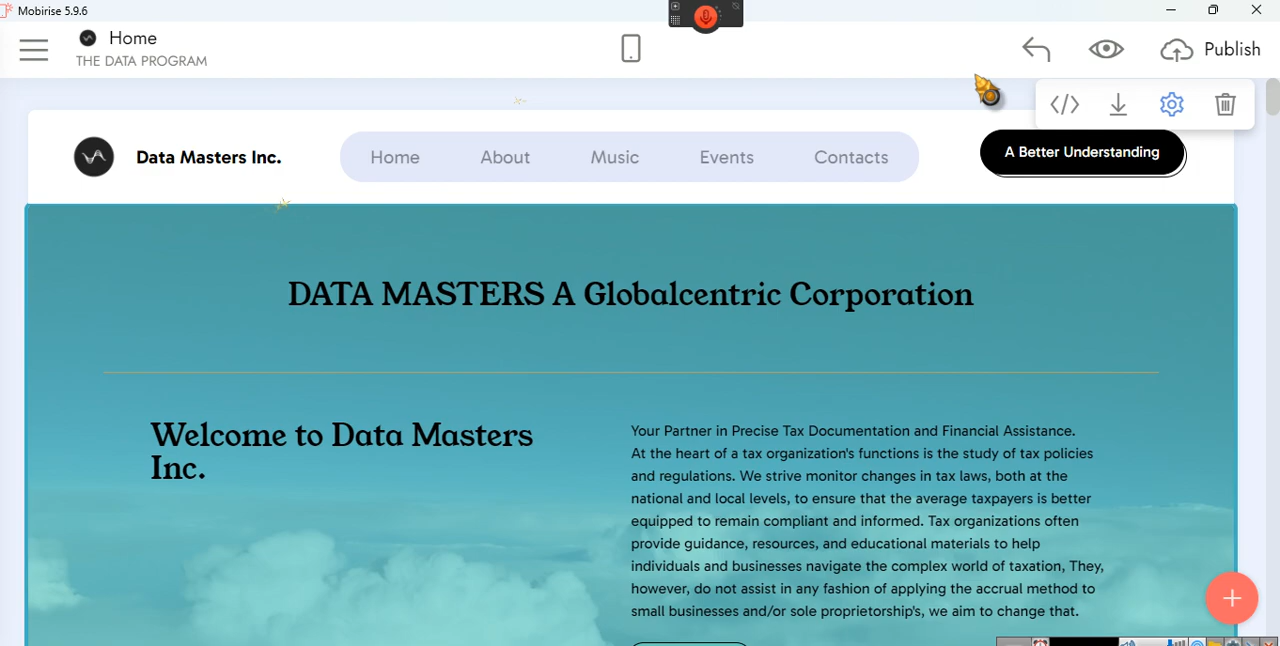 Mobirise 5.9.6
Home
THE DATA PROGRAM
Publish
Data Masters Inc.
Home About Music Events Contacts
A Better Understanding
DATA MASTERS A Globalcentric Corporation
Welcome to Data Masters
Inc.
Your Partner in Precise Tax Documentation and Financial Assistance.
At the heart of a tax organization's functions is the study of tax policies
and regulations. We strive monitor changes in tax laws, both at the
national and local levels, to ensure that the average taxpayers is better
equipped to remain compliant and informed. Tax organizations often
provide guidance, resources, and educational materials to help
individuals and businesses navigate the complex world of taxation, They,
however, do not assist in any fashion of applying the accrual method to
small businesses and/or sole proprietorship's, we aim to change that.